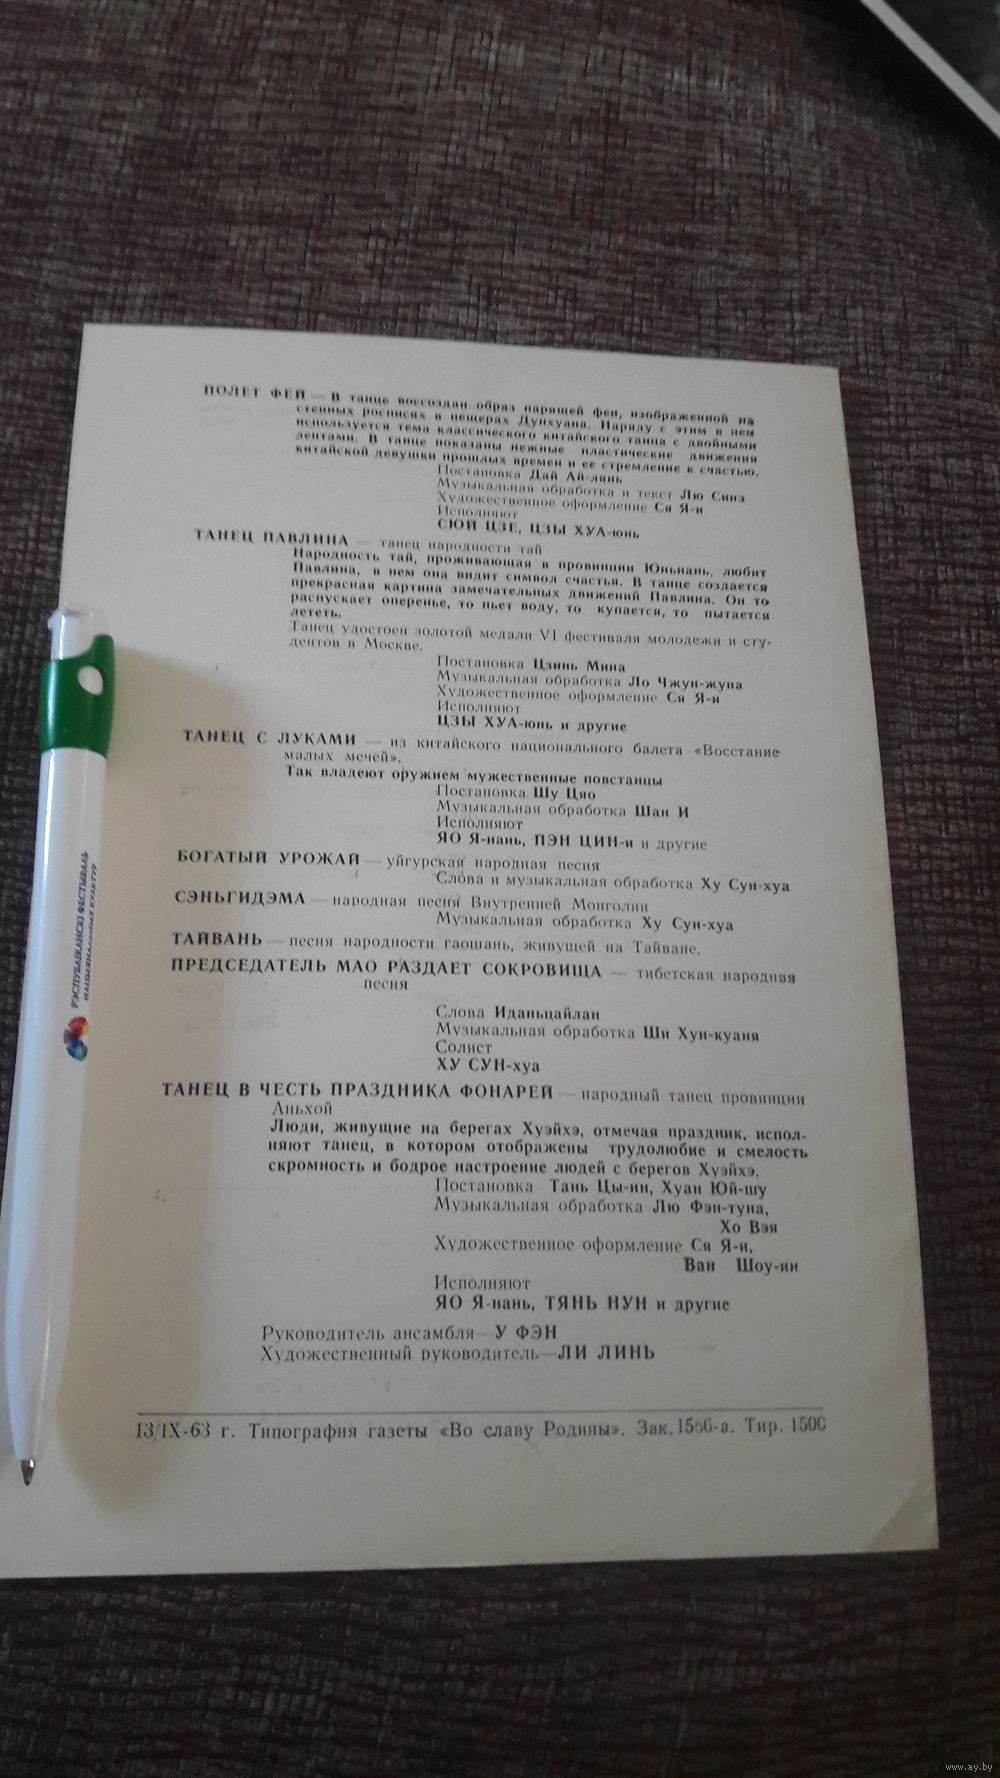 ПОЛЕТ ФЕЙ — В танце воссоздан образ парящей феи, изображенной на
стенных росписях в пещерах Дунхуана. Наряду с этим в нем
используется тема классического китайского танца с двойными
лентами. В танце показаны нежные пластические движения
китайской девушки прошлых времен и ее стремление к счастью.
Постановка Дай Ай-лянь
Музыкальная обработка и текст Лю Сина
Художественное оформление Ся Я-и
Исполняют
СЮЙ ЦЗЕ, ЦЗЫ ХУА-юнь
ТАНЕЦ ПАВЛИНА — танец народности тай
Народность тай, проживающая в провинции Юньнань, любит
Павлина, в нем она видит символ счастья. В танце создается
прекрасная картина замечательных движений Павлина. Он то
распускает оперенье, то пьет воду, то купается, то пытается
лететь.
Танец удостоен золотой медали VI фестиваля молодежи и сту-
дентов в Москве.
Постановка Цзинь Мина
Музыкальная обработка Ло Чжун-жуна
Художественное оформление Ся Я-и
Исполняют
ЦЗЫ ХУА-юнь и другие
ТАНЕЦ С ЛУКАМИ — из китайского национального балета «Восстание
малых мечей».
Так владеют оружием мужественные повстанцы
Постановка Шу Цяо
Музыкальная обработка Шан И
Исполняют
ЯО Я-нань, ПЭН ЦИН-и и другие
БОГАТЫЙ УРОЖАЙ — уйгурская народная песня
Слова и музыкальная обработка Ху Сун-хуа
СЭНЬГИДЭМА — народная песня Внутренней Монголии
Музыкальная обработка Ху Сун-хуа
ТАЙВАНЬ — песня народности гаошань, живущей на Тайване.
ПРЕДСЕДАТЕЛЬ МАО РАЗДАЕТ СОКРОВИЩА — тибетская народная
песня
Слова Иданьцайлан
Музыкальная обработка Ши Хун-куаня
Солист
ХУ СУН-хуа
ТАНЕЦ В ЧЕСТЬ ПРАЗДНИКА ФОНАРЕЙ — народный танец провинции
Аньхой
Люди, живущие на берегах Хуэйхэ, отмечая праздник, испол-
няют танец, в котором отображены трудолюбие и смелость
скромность и бодрое настроение людей с берегов Хуэйхэ.
Постановка Тань Цы-ин, Хуан Юй-шу
Музыкальная обработка Лю Фэн-туна,
Хо Вэя
Художественное оформление Ся Я-и,
Ван Шоу-ин
Исполняют
ЯО Я-нань, ТЯНЬ НУН и другие
Руководитель ансамбля—У ФЭН
Художественный руководитель—ЛИ ЛИНЬ
13/IX-63 г. Типография газеты «Во славу Родины». Зак. 1566-а. Тир. 1500
РЭСПУБЛІКАНСКІ ФЕСТЫВАЛЬ
НАЦЫЯНАЛЬНЫХ КУЛЬТУР
www.ay.by